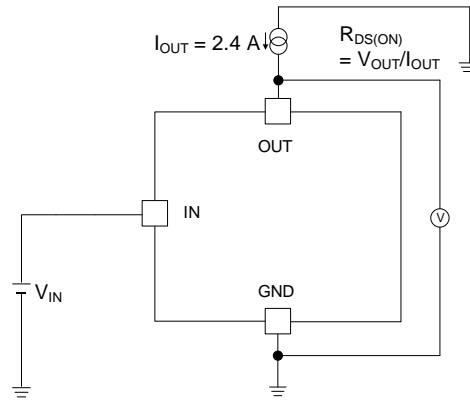 I_OUT = 2.4 A
R_DS(ON)
= V_OUT/I_OUT
OUT
IN
V
V_IN
GND